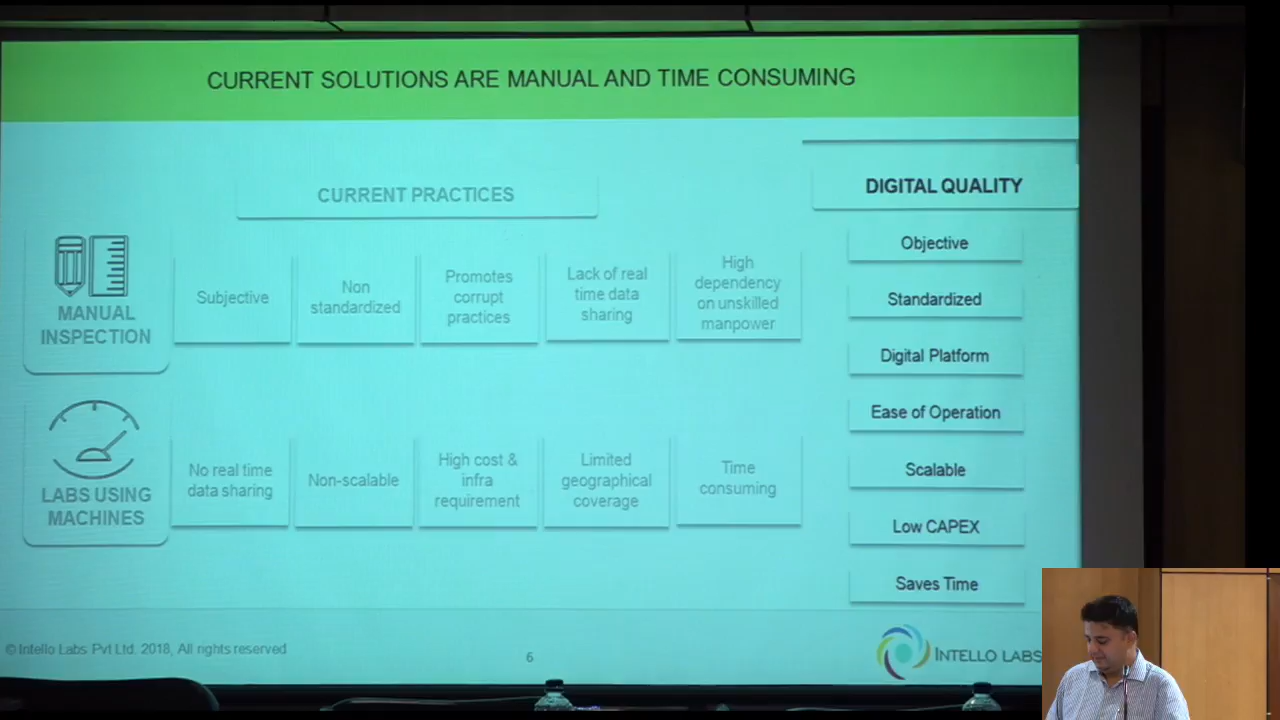 CURRENT SOLUTIONS ARE MANUAL AND TIME CONSUMING
CURRENT PRACTICES
MANUAL
INSPECTION
Subjective
Non
standardized
Promotes
corrupt
practices
Lack of real
time data
sharing
High
dependency
on unskilled
manpower
LABS USING
MACHINES
No real time
data sharing
Non-scalable
High cost &
infra
requirement
Limited
geographical
coverage
Time
consuming
DIGITAL QUALITY
Objective
Standardized
Digital Platform
Ease of Operation
Scalable
Low CAPEX
Saves Time
© Intello Labs Pvt Ltd. 2018, All rights reserved
6
INTELLO LABS